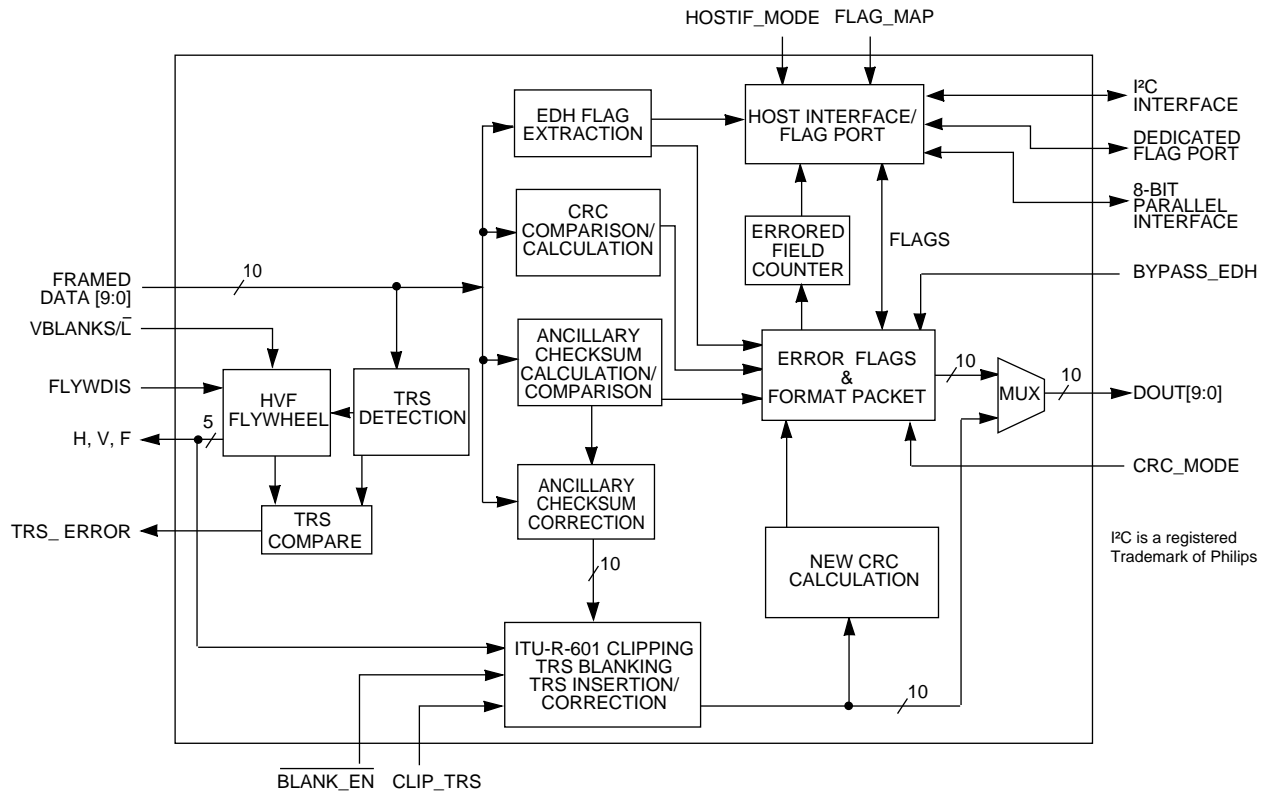 HOSTIF_MODE
FLAG_MAP
EDH FLAG
EXTRACTION
HOST INTERFACE/
FLAG PORT
I²C
INTERFACE
DEDICATED
FLAG PORT
8-BIT
PARALLEL
INTERFACE
CRC
COMPARISON/
CALCULATION
ERRORED
FIELD
COUNTER
FLAGS
FRAMED
DATA [9:0]
10
BYPASS_EDH
VBLANKS/L̅
FLYWDIS
HVF
FLYWHEEL
TRS
DETECTION
ANCILLARY
CHECKSUM
CALCULATION/
COMPARISON
ERROR FLAGS
&
FORMAT PACKET
10
MUX
10
DOUT[9:0]
H, V, F
5
CRC_MODE
ANCILLARY
CHECKSUM
CORRECTION
TRS_ ERROR
TRS
COMPARE
I²C is a registered
Trademark of Philips
NEW CRC
CALCULATION
10
ITU-R-601 CLIPPING
TRS BLANKING
TRS INSERTION/
CORRECTION
10
B̅L̅A̅N̅K̅_̅E̅N̅
CLIP_TRS